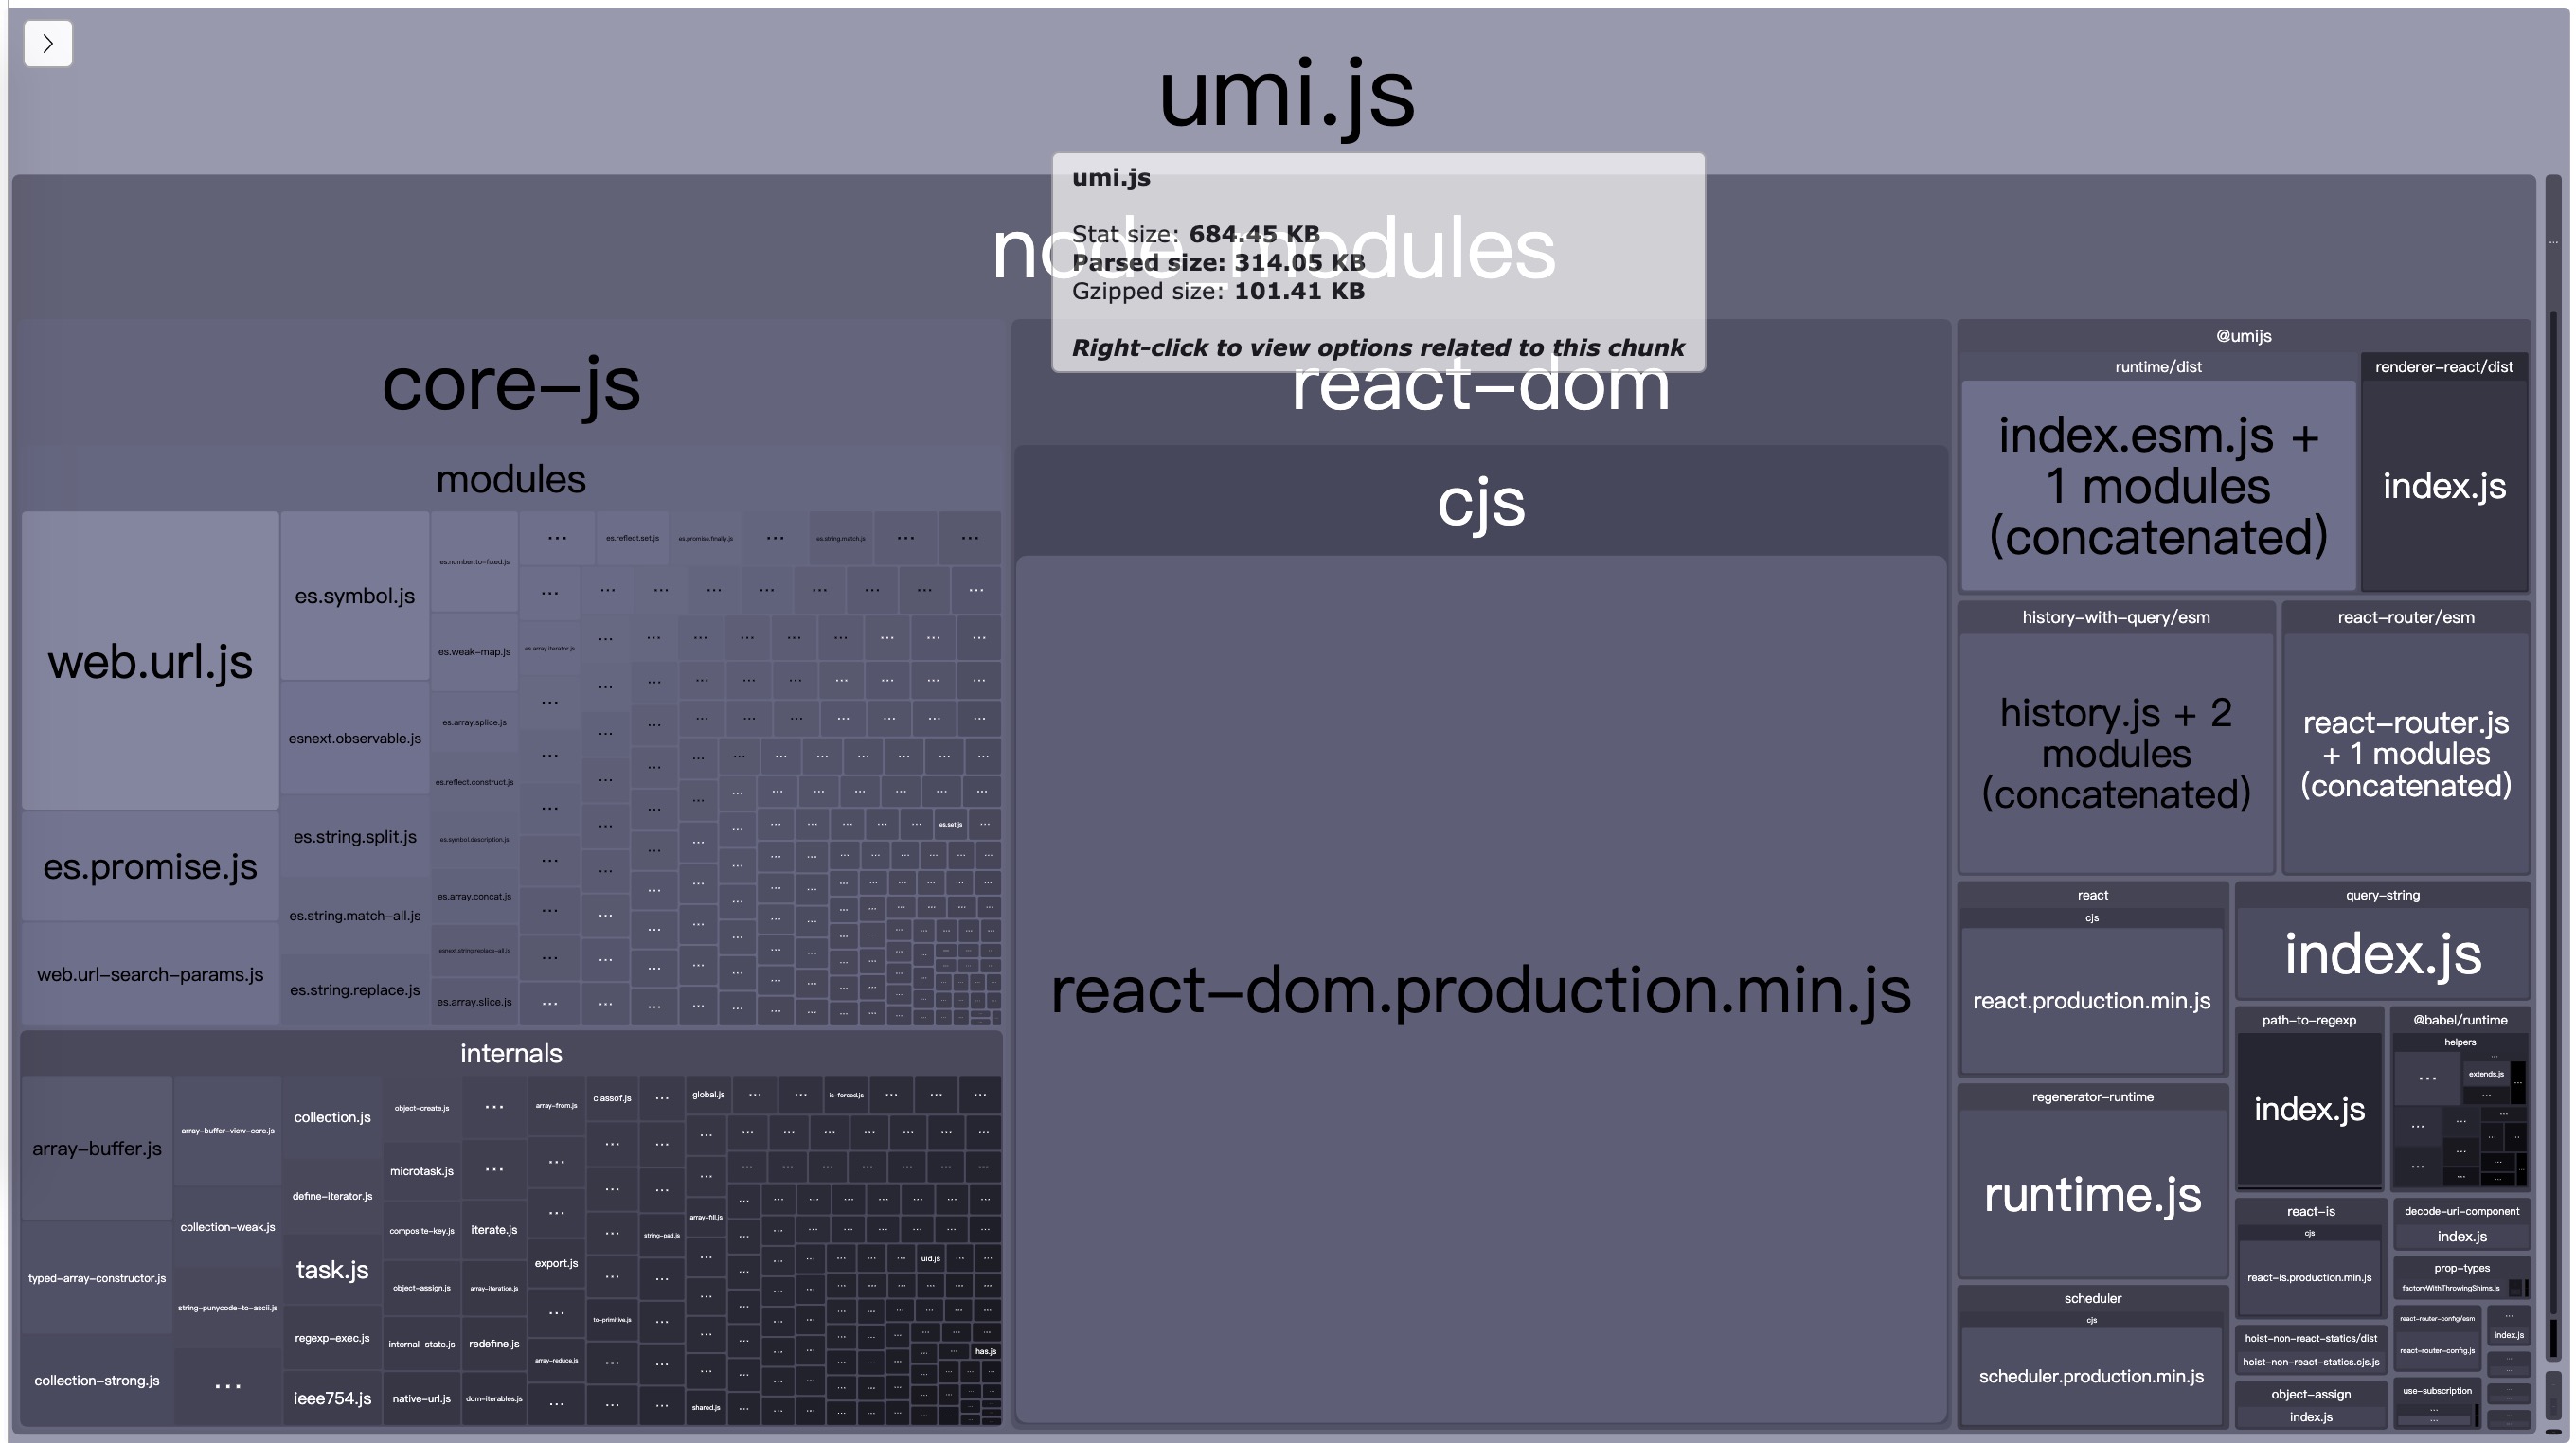 umi.js
umi.js
Stat size: 684.45 KB
Parsed size: 314.05 KB
Gzipped size: 101.41 KB
Right-click to view options related to this chunk
node_modules
core-js
modules
web.url.js
es.promise.js
web.url-search-params.js
es.symbol.js
esnext.observable.js
es.string.split.js
es.string.match-all.js
es.string.replace.js
es.number.to-fixed.js
es.weak-map.js
es.array.splice.js
es.reflect.construct.js
es.symbol.description.js
es.array.concat.js
esnext.string.replace-all.js
es.array.slice.js
es.array.iterator.js
es.reflect.set.js
es.promise.finally.js
es.string.match.js
es.set.js
internals
array-buffer.js
typed-array-constructor.js
collection-strong.js
array-buffer-view-core.js
collection-weak.js
string-punycode-to-ascii.js
collection.js
define-iterator.js
task.js
regexp-exec.js
ieee754.js
object-create.js
microtask.js
composite-key.js
object-assign.js
internal-state.js
native-url.js
iterate.js
array-iteration.js
redefine.js
dom-iterables.js
array-from.js
export.js
array-reduce.js
classof.js
to-primitive.js
string-pad.js
global.js
array-fill.js
shared.js
is-forced.js
uid.js
has.js
react-dom
cjs
react-dom.production.min.js
@umijs
runtime/dist
index.esm.js +
1 modules
(concatenated)
renderer-react/dist
index.js
history-with-query/esm
history.js + 2
modules
(concatenated)
react-router/esm
react-router.js
+ 1 modules
(concatenated)
react
cjs
react.production.min.js
query-string
index.js
regenerator-runtime
runtime.js
path-to-regexp
index.js
@babel/runtime
helpers
extends.js
scheduler
cjs
scheduler.production.min.js
react-is
cjs
react-is.production.min.js
decode-uri-component
index.js
prop-types
factoryWithThrowingShims.js
hoist-non-react-statics/dist
hoist-non-react-statics.cjs.js
react-router-config/esm
react-router-config.js
index.js
object-assign
index.js
use-subscription